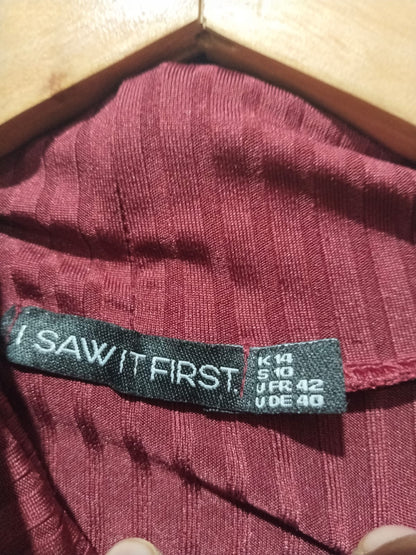 I SAW IT FIRST.
K 14
S 10
U FR 42
U DE 40